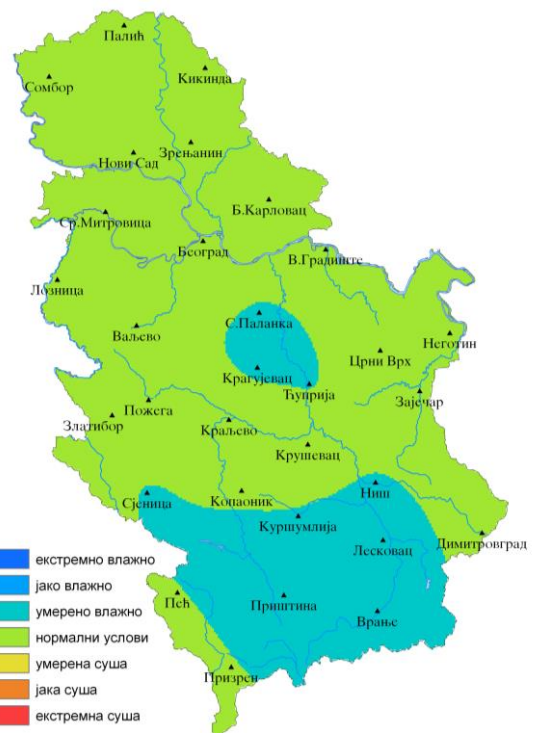 Палић
Сомбор
Кикинда
Зрењанин
Нови Сад
Ср.Митровица
Б.Карловац
Београд
В.Градиште
Лозница
С.Паланка
Ваљево
Неготин
Црни Врх
Крагујевац
Ћуприја
Зајечар
Пожега
Златибор
Краљево
Крушевац
Сјеница
Копаоник
Ниш
Куршумлија
Димитровград
Лесковац
Пећ
Приштина
Врање
Призрен
екстремно влажно
јако влажно
умерено влажно
нормални услови
умерена суша
јака суша
екстремна суша